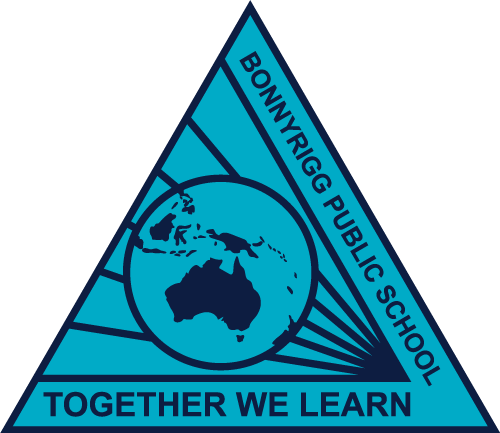 BONNYRIGG PUBLIC SCHOOL
TOGETHER WE LEARN